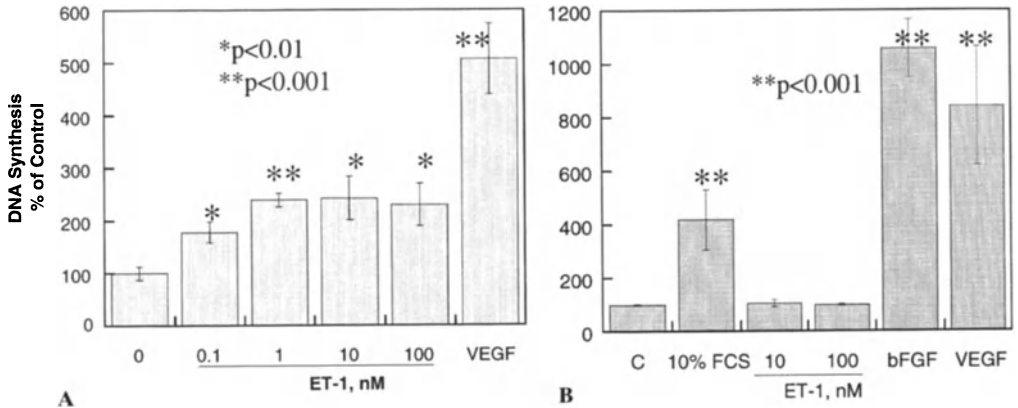 DNA Synthesis
% of Control
600
500
400
300
200
100
0
*p<0.01
**p<0.001
*
**
*
*
**
0
0.1
1
10
100
VEGF
ET-1, nM
A
1200
1000
800
600
400
200
0
**p<0.001
**
**
**
C
10% FCS
10
100
bFGF
VEGF
ET-1, nM
B